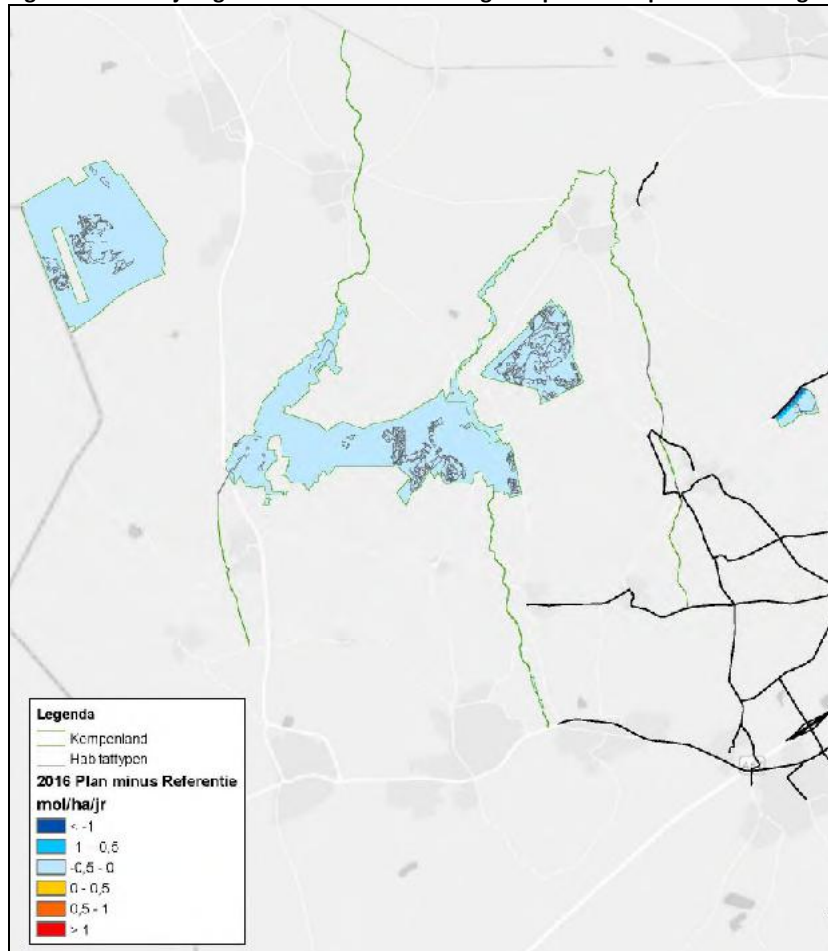 Legenda
Kempenland
Habitattypen
2016 Plan minus Referentie
mol/ha/jr
< -1
-1 - -0,5
-0,5 - 0
0 - 0,5
0,5 - 1
> 1